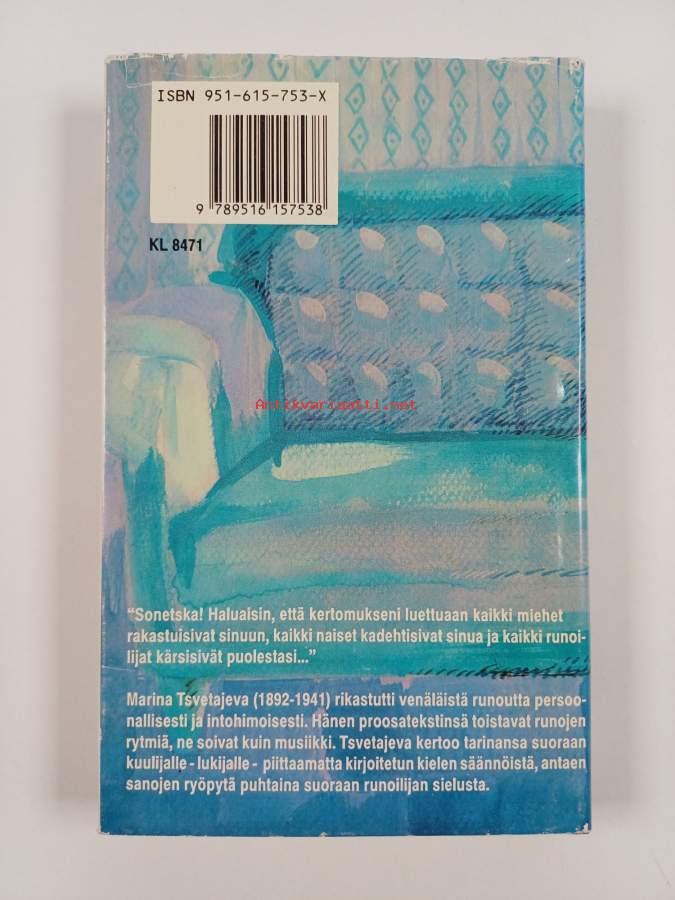 ISBN 951-615-753-X
9 789516 157538
KL 8471
Antikvariaatti.net
“Sonetska! Haluaisin, että kertomukseni luettuaan kaikki miehet
rakastuisivat sinuun, kaikki naiset kadehtisivat sinua ja kaikki runoi-
lijat kärsisivät puolestasi...”
Marina Tsvetajeva (1892-1941) rikastutti venäläistä runoutta persoo-
nallisesti ja intohimoisesti. Hänen proosatekstinsä toistavat runojen
rytmiä, ne soivat kuin musiikki. Tsvetajeva kertoo tarinansa suoraan
kuulijalle - lukijalle - piittaamatta kirjoitetun kielen säännöistä, antaen
sanojen ryöpytä puhtaina suoraan runoilijan sielusta.